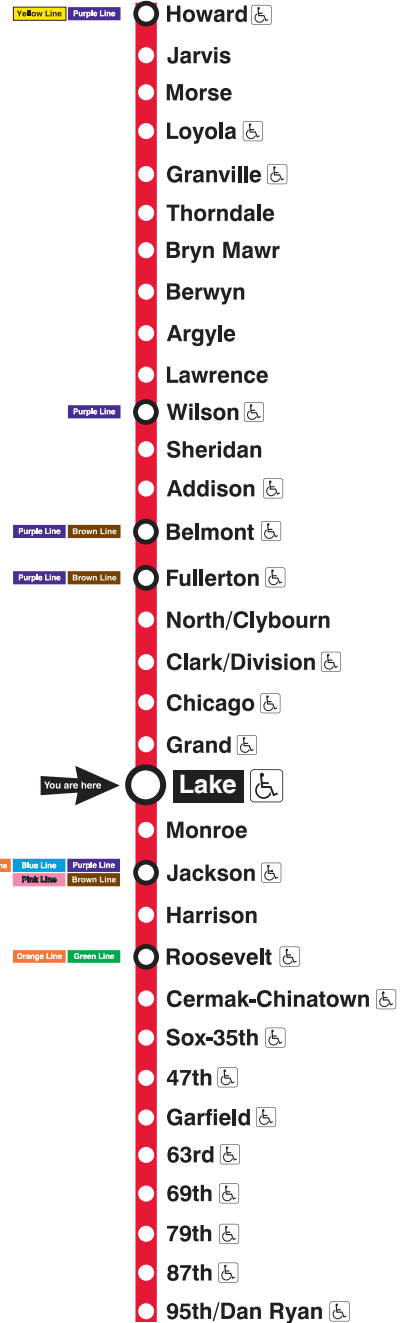 Yellow Line Purple Line Howard
Jarvis
Morse
Loyola
Granville
Thorndale
Bryn Mawr
Berwyn
Argyle
Lawrence
Purple Line Wilson
Sheridan
Addison
Purple Line Brown Line Belmont
Purple Line Brown Line Fullerton
North/Clybourn
Clark/Division
Chicago
Grand
You are here Lake
Monroe
ne Blue Line Purple Line
Pink Line Brown Line Jackson
Harrison
Orange Line Green Line Roosevelt
Cermak-Chinatown
Sox-35th
47th
Garfield
63rd
69th
79th
87th
95th/Dan Ryan